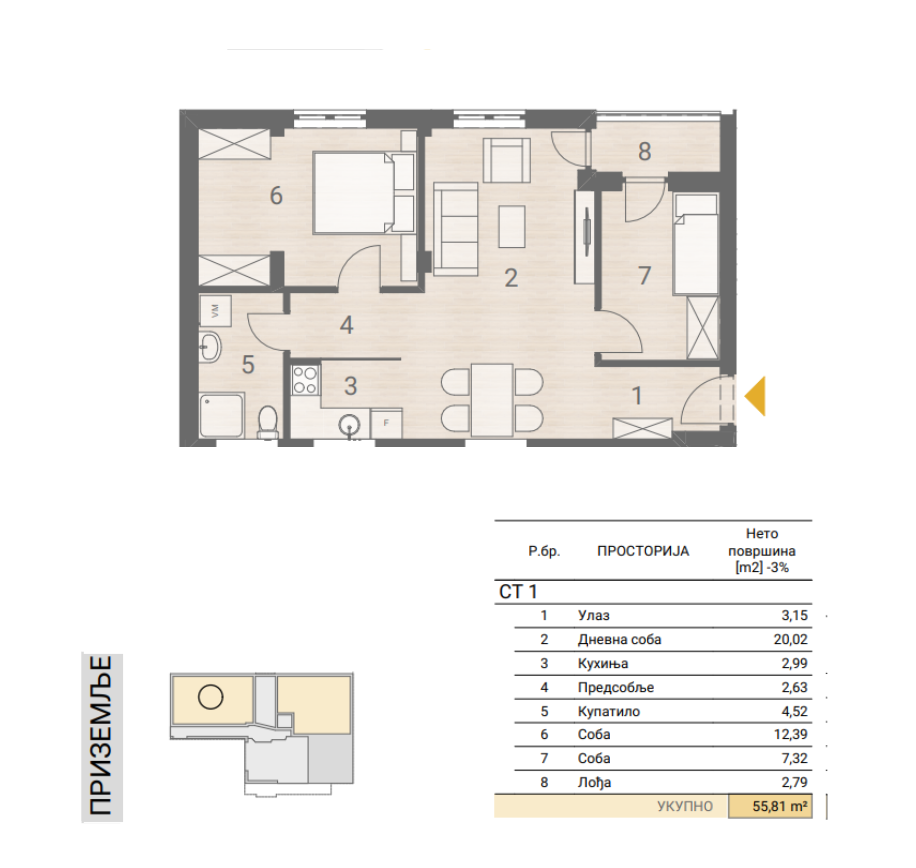 8
6
7
2
VM
4
5
3
1
F
Р.бр. ПРОСТОРИЈА Нето површина [m2] -3%
СТ 1
1 Улаз 3,15
2 Дневна соба 20,02
3 Кухиња 2,99
4 Предсобље 2,63
5 Купатило 4,52
6 Соба 12,39
7 Соба 7,32
8 Лођа 2,79
УКУПНО 55,81 m²
ПРИЗЕМЉЕ